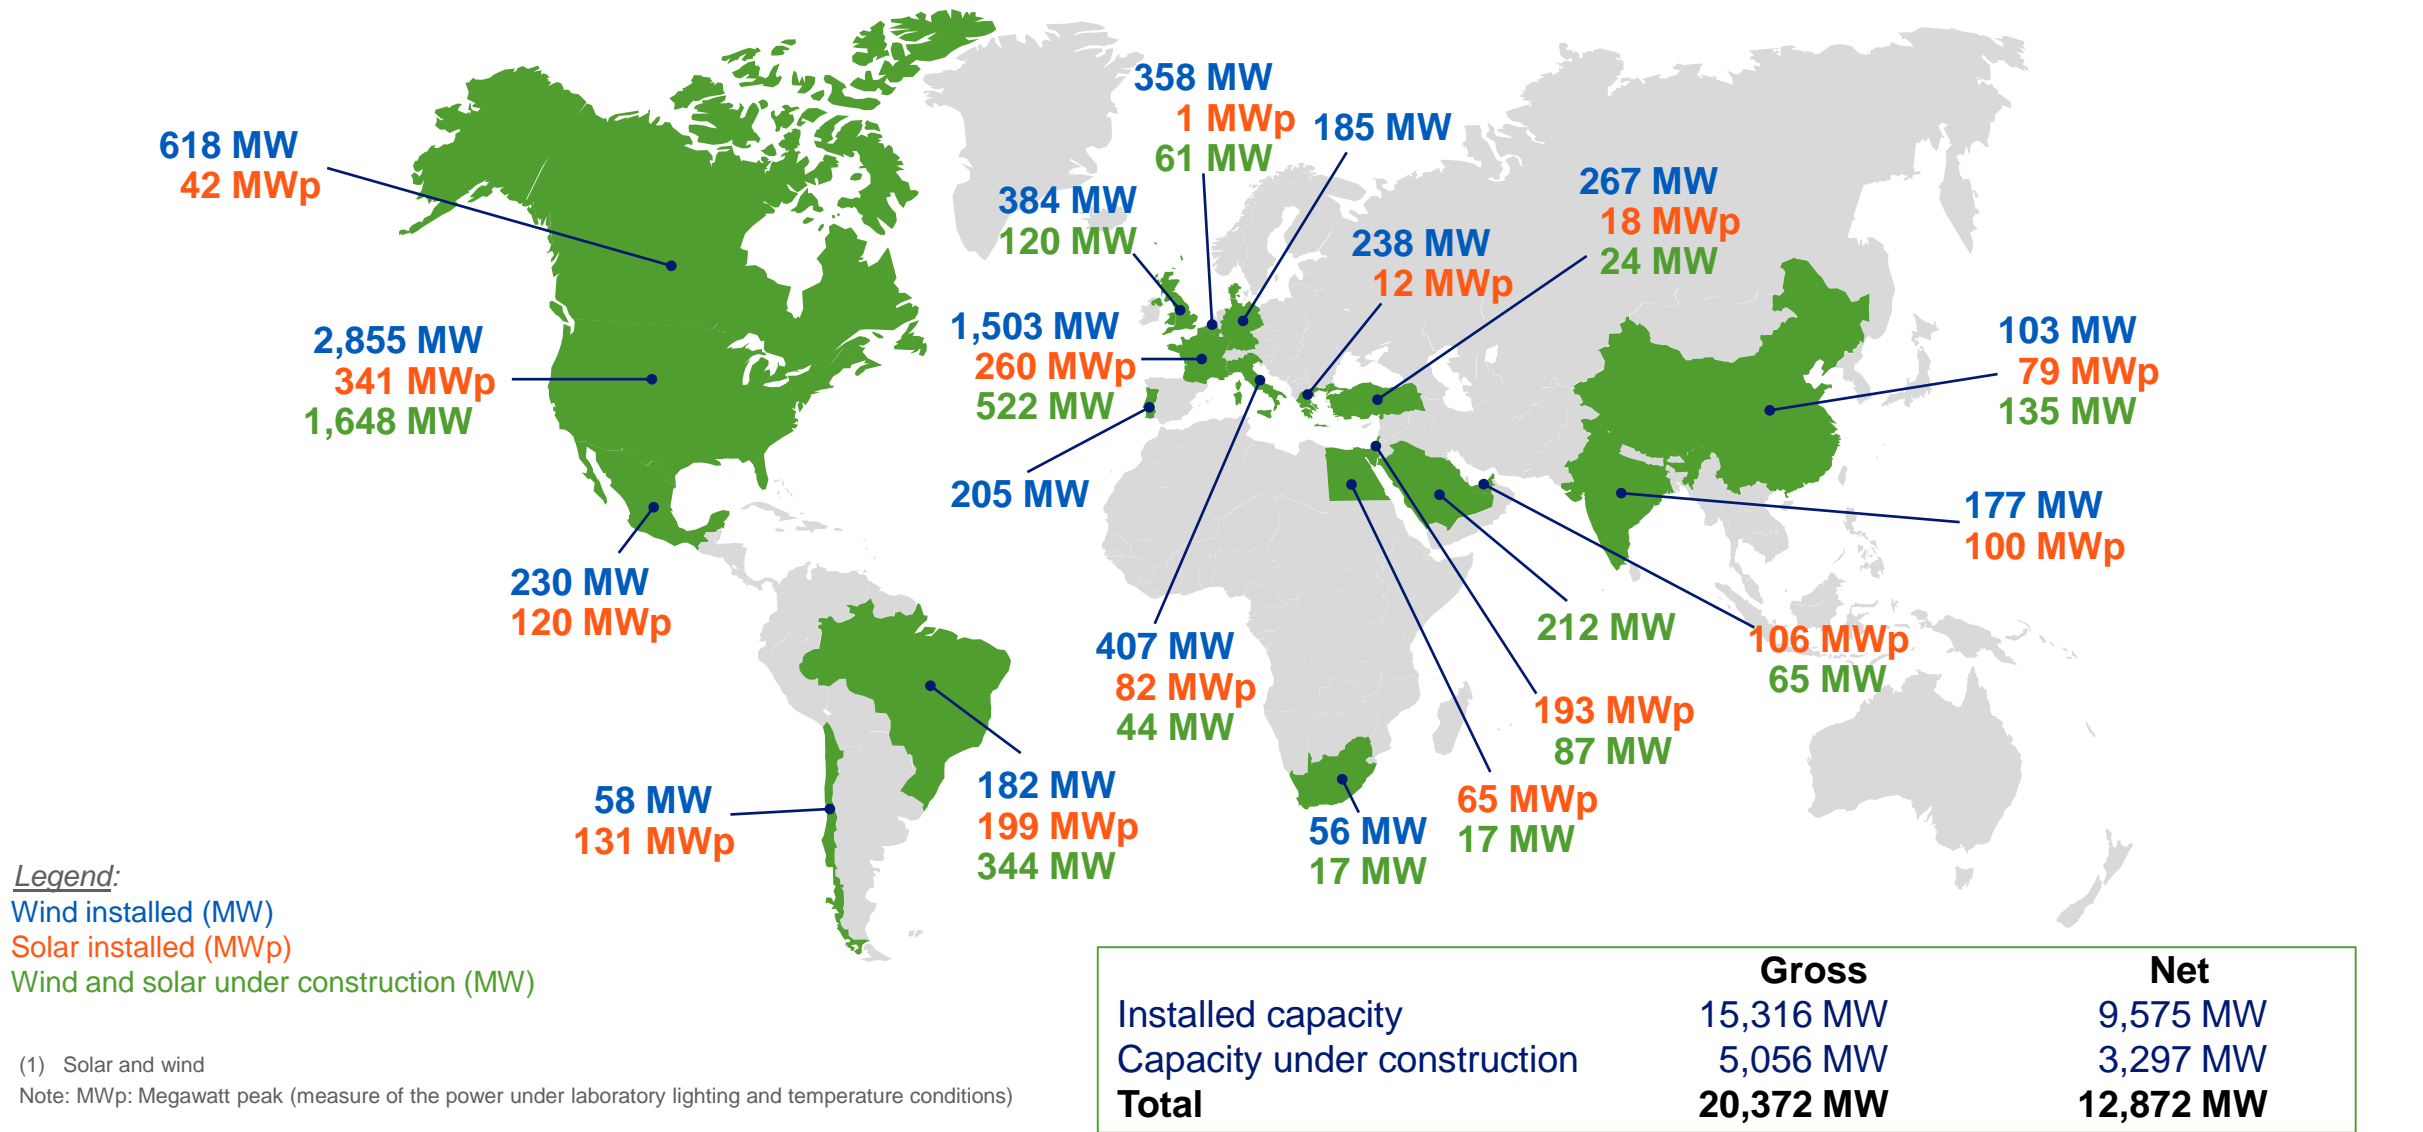 358 MW
1 MWp
61 MW
185 MW
618 MW
42 MWp
384 MW
120 MW
267 MW
18 MWp
24 MW
238 MW
12 MWp
2,855 MW
341 MWp
1,648 MW
1,503 MW
260 MWp
522 MW
103 MW
79 MWp
135 MW
205 MW
177 MW
100 MWp
230 MW
120 MWp
407 MW
82 MWp
44 MW
212 MW
106 MWp
65 MW
193 MWp
87 MW
58 MW
131 MWp
182 MW
199 MWp
344 MW
56 MW
17 MW
65 MWp
17 MW
Legend:
Wind installed (MW)
Solar installed (MWp)
Wind and solar under construction (MW)
Gross Net
Installed capacity 15,316 MW 9,575 MW
Capacity under construction 5,056 MW 3,297 MW
Total 20,372 MW 12,872 MW
(1) Solar and wind
Note: MWp: Megawatt peak (measure of the power under laboratory lighting and temperature conditions)